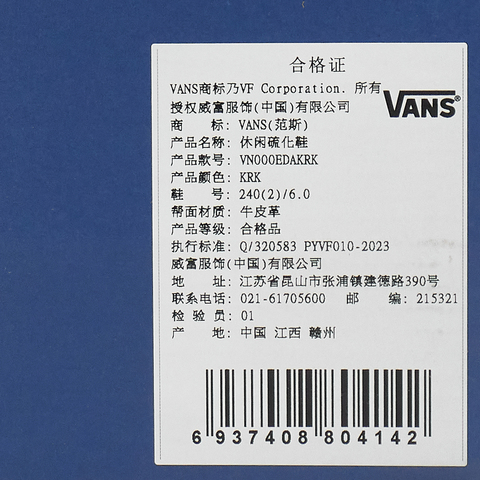 合格证
VANS商标乃VF Corporation. 所有
授权威富服饰(中国)有限公司
VANS®
商 标: VANS(范斯)
产品名称: 休闲硫化鞋
产品款号: VN000EDAKRK
产品颜色: KRK
鞋 号: 240(2)/6.0
帮面材质: 牛皮革
产品等级: 合格品
执行标准: Q/320583 PYVF010-2023
威富服饰(中国)有限公司
地 址: 江苏省昆山市张浦镇建德路390号
联系电话: 021-61705600 邮 编: 215321
检 验 员: 01
产 地: 中国 江西 赣州
6 937408 804142